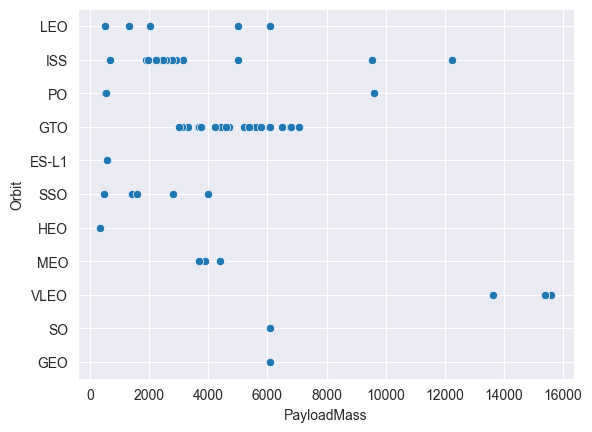 LEO
ISS
PO
GTO
ES-L1
SSO
HEO
MEO
VLEO
SO
GEO
Orbit
0 2000 4000 6000 8000 10000 12000 14000 16000
PayloadMass